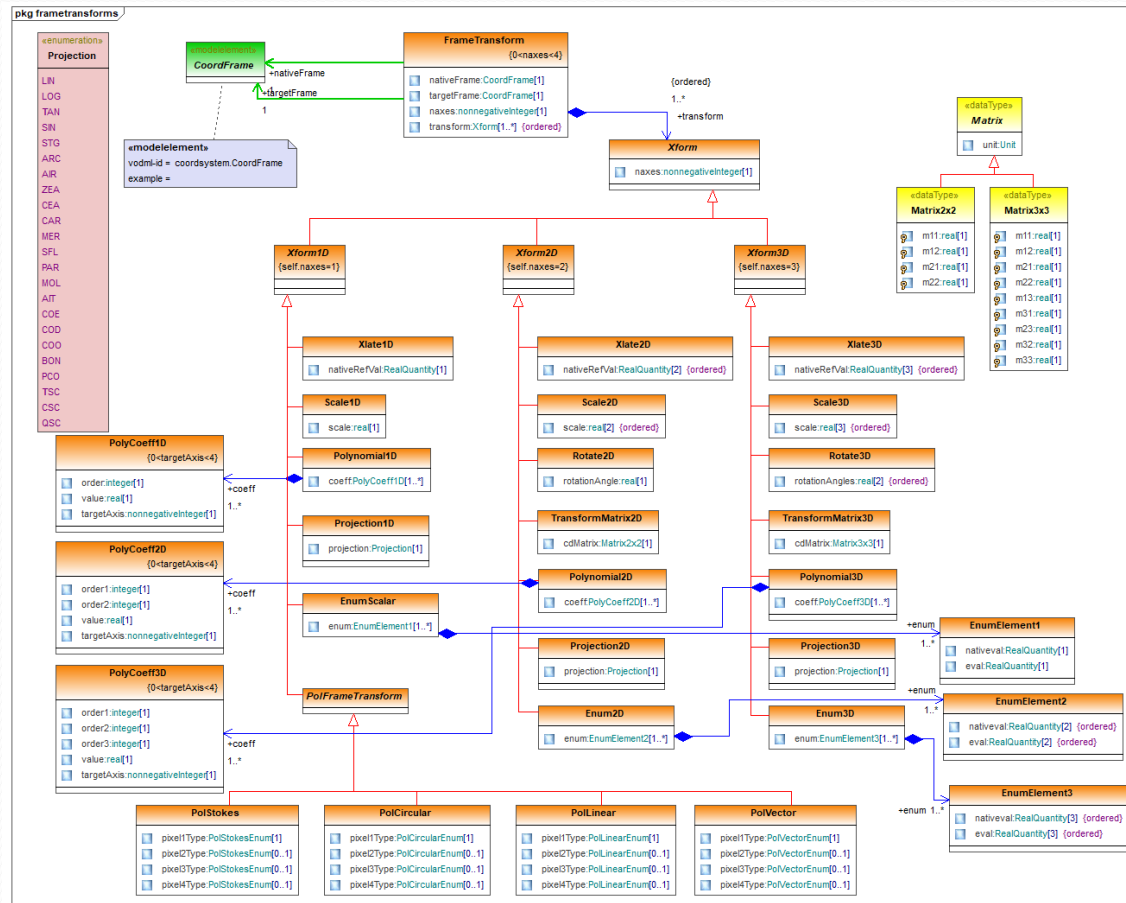 pkg frametransforms
«enumeration»
Projection
LIN
LOG
TAN
SIN
STG
ARC
AIR
ZEA
CEA
CAR
MER
SFL
PAR
MOL
AIT
COE
COD
COO
BON
PCO
TSC
CSC
QSC
«modelelement»
CoordFrame
+nativeFrame
1
+targetFrame
1
«modelelement»
vodml-id = coordsystem.CoordFrame
example =
FrameTransform
{0<naxes<4}
nativeFrame:CoordFrame[1]
targetFrame:CoordFrame[1]
naxes:nonnegativeInteger[1]
transform:Xform[1..*] {ordered}
{ordered}
1..*
+transform
Xform
naxes:nonnegativeInteger[1]
«dataType»
Matrix
unit:Unit
«dataType»
Matrix2x2
m11:real[1]
m12:real[1]
m21:real[1]
m22:real[1]
«dataType»
Matrix3x3
m11:real[1]
m12:real[1]
m21:real[1]
m22:real[1]
m13:real[1]
m31:real[1]
m23:real[1]
m32:real[1]
m33:real[1]
Xform1D
{self.naxes=1}
Xform2D
{self.naxes=2}
Xform3D
{self.naxes=3}
Xlate1D
nativeRefVal:RealQuantity[1]
Scale1D
scale:real[1]
Polynomial1D
coeff:PolyCoeff1D[1..*]
Projection1D
projection:Projection[1]
EnumScalar
enum:EnumElement1[1..*]
PolFrameTransform
Xlate2D
nativeRefVal:RealQuantity[2] {ordered}
Scale2D
scale:real[2] {ordered}
Rotate2D
rotationAngle:real[1]
TransformMatrix2D
cdMatrix:Matrix2x2[1]
Polynomial2D
coeff:PolyCoeff2D[1..*]
Projection2D
projection:Projection[1]
Enum2D
enum:EnumElement2[1..*]
Xlate3D
nativeRefVal:RealQuantity[3] {ordered}
Scale3D
scale:real[3] {ordered}
Rotate3D
rotationAngles:real[2] {ordered}
TransformMatrix3D
cdMatrix:Matrix3x3[1]
Polynomial3D
coeff:PolyCoeff3D[1..*]
Projection3D
projection:Projection[1]
Enum3D
enum:EnumElement3[1..*]
PolyCoeff1D
{0<targetAxis<4}
order:integer[1]
value:real[1]
targetAxis:nonnegativeInteger[1]
+coeff
1..*
PolyCoeff2D
{0<targetAxis<4}
order1:integer[1]
order2:integer[1]
value:real[1]
targetAxis:nonnegativeInteger[1]
+coeff
1..*
PolyCoeff3D
{0<targetAxis<4}
order1:integer[1]
order2:integer[1]
order3:integer[1]
value:real[1]
targetAxis:nonnegativeInteger[1]
+coeff
1..*
+enum
1..*
EnumElement1
nativeval:RealQuantity[1]
eval:RealQuantity[1]
+enum
1..*
EnumElement2
nativeval:RealQuantity[2] {ordered}
eval:RealQuantity[2] {ordered}
+enum 1..*
EnumElement3
nativeval:RealQuantity[3] {ordered}
eval:RealQuantity[3] {ordered}
PolStokes
pixel1Type:PolStokesEnum[1]
pixel2Type:PolStokesEnum[0..1]
pixel3Type:PolStokesEnum[0..1]
pixel4Type:PolStokesEnum[0..1]
PolCircular
pixel1Type:PolCircularEnum[1]
pixel2Type:PolCircularEnum[0..1]
pixel3Type:PolCircularEnum[0..1]
pixel4Type:PolCircularEnum[0..1]
PolLinear
pixel1Type:PolLinearEnum[1]
pixel2Type:PolLinearEnum[0..1]
pixel3Type:PolLinearEnum[0..1]
pixel4Type:PolLinearEnum[0..1]
PolVector
pixel1Type:PolVectorEnum[1]
pixel2Type:PolVectorEnum[0..1]
pixel3Type:PolVectorEnum[0..1]
pixel4Type:PolVectorEnum[0..1]